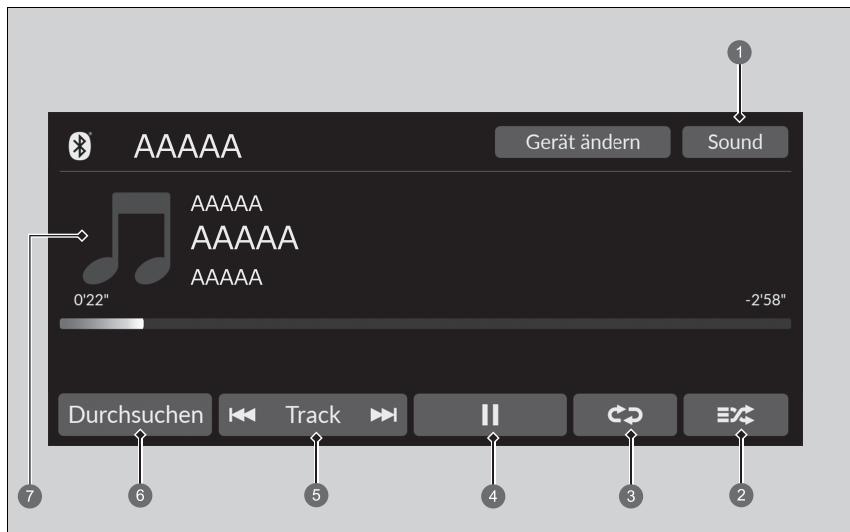 1
AAAAA Gerät ändern Sound
AAAAA
AAAAA
AAAAA
7
0'22" -2'58"
Durchsuchen Track
6 5 4 3 2